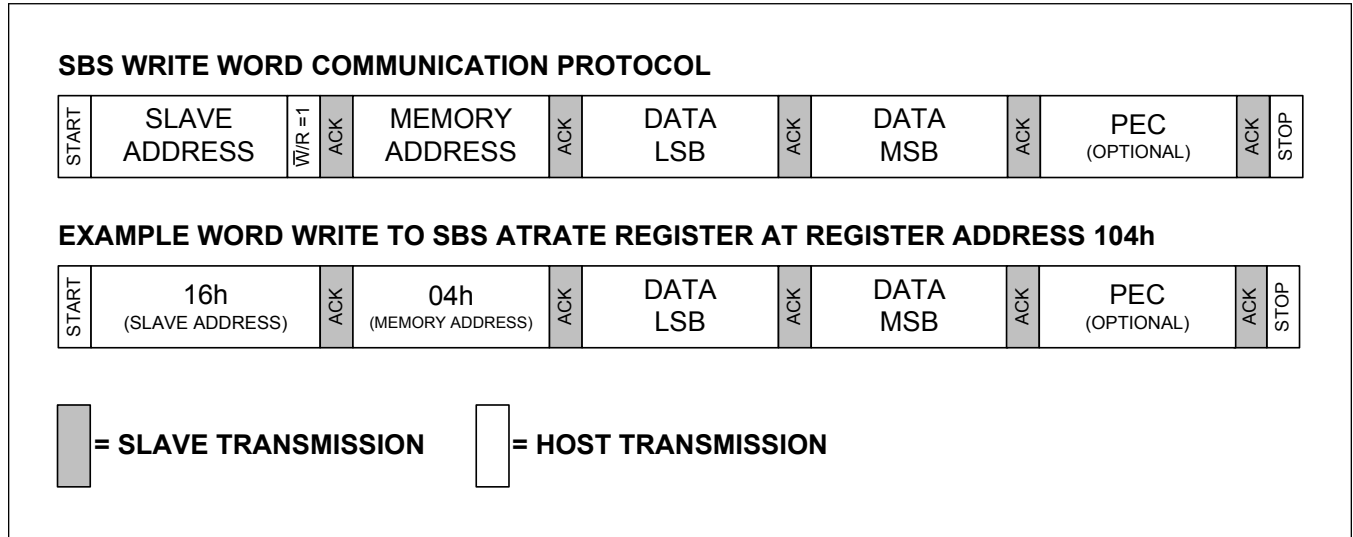 SBS WRITE WORD COMMUNICATION PROTOCOL
START
SLAVE
ADDRESS
W̅/R =1
ACK
MEMORY
ADDRESS
ACK
DATA
LSB
ACK
DATA
MSB
ACK
PEC
(OPTIONAL)
ACK
STOP
EXAMPLE WORD WRITE TO SBS ATRATE REGISTER AT REGISTER ADDRESS 104h
START
16h
(SLAVE ADDRESS)
ACK
04h
(MEMORY ADDRESS)
ACK
DATA
LSB
ACK
DATA
MSB
ACK
PEC
(OPTIONAL)
ACK
STOP
= SLAVE TRANSMISSION
= HOST TRANSMISSION